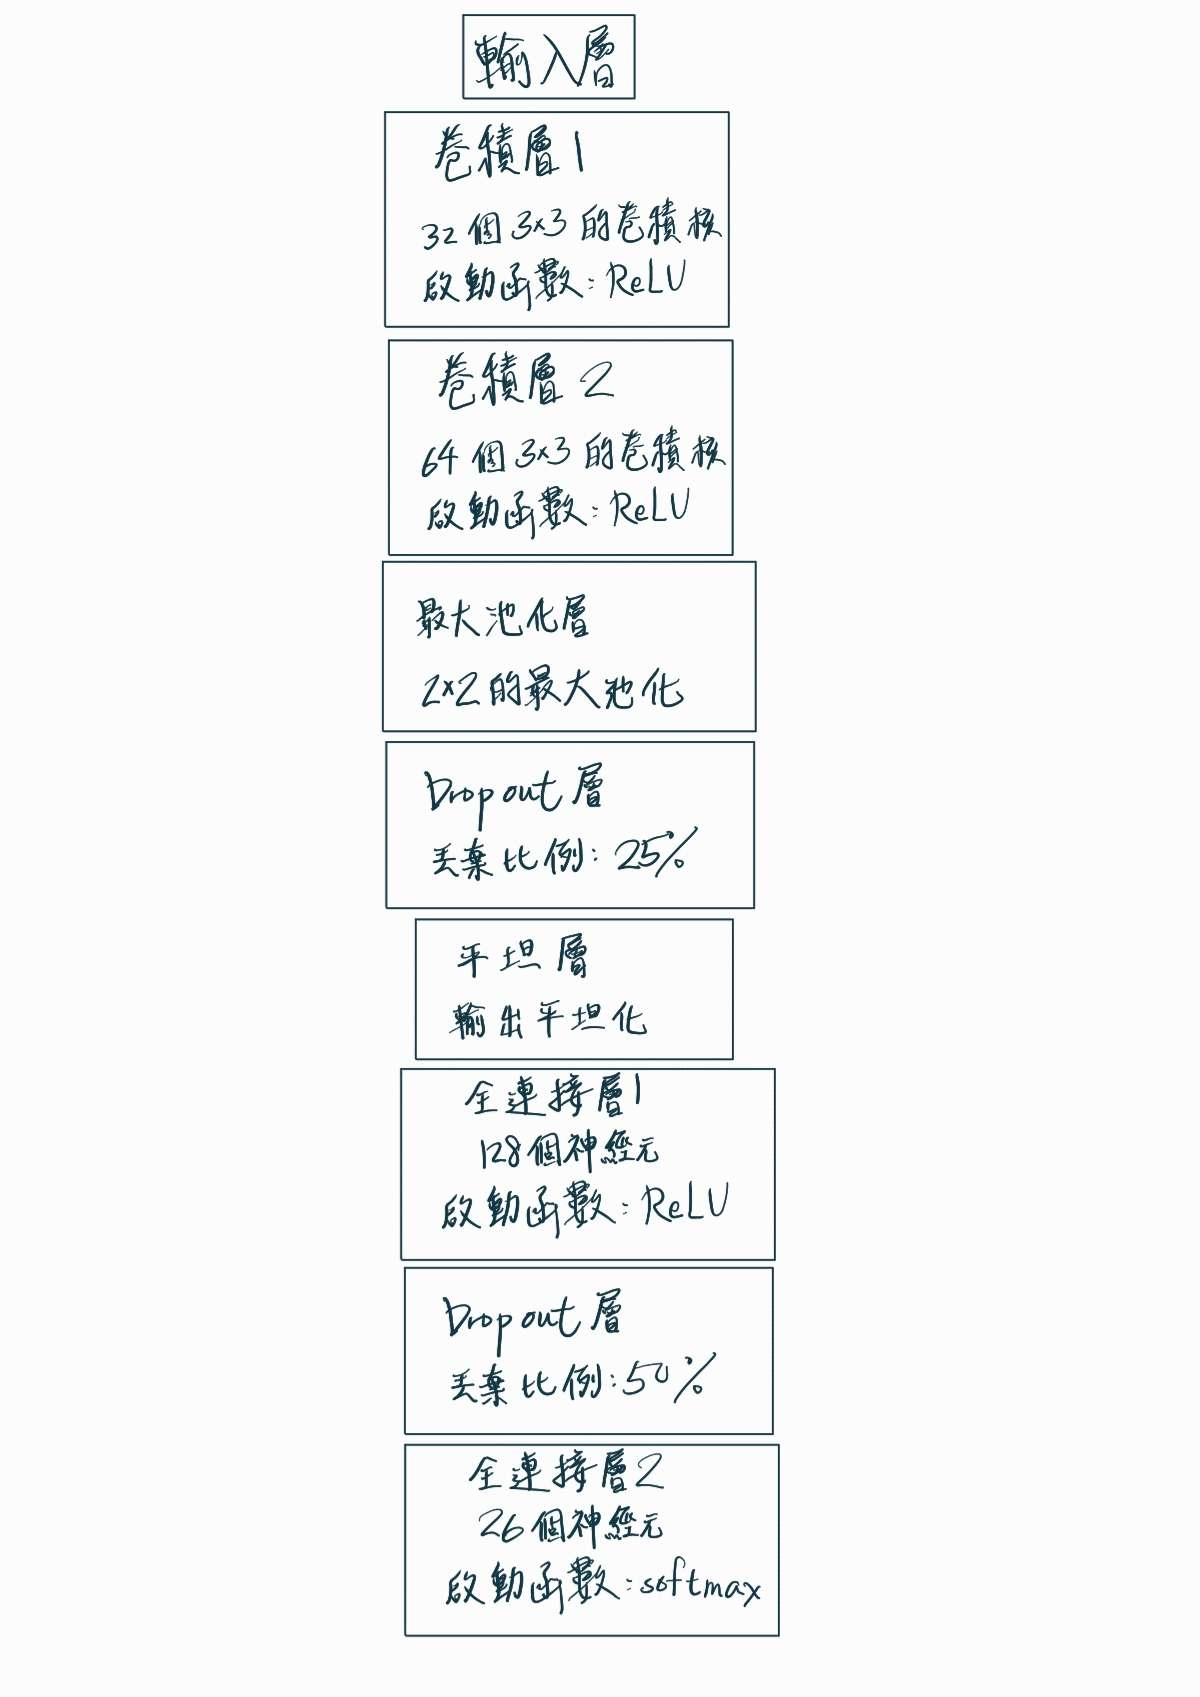 輸入層
卷積層1
32個3×3的卷積核
啟動函數:ReLU
卷積層2
64個3×3的卷積核
啟動函數:ReLU
最大池化層
2×2的最大池化
Dropout層
丟棄比例:25%
平坦層
輸出平坦化
全連接層1
128個神經元
啟動函數:ReLU
Dropout層
丟棄比例:50%
全連接層2
26個神經元
啟動函數:softmax